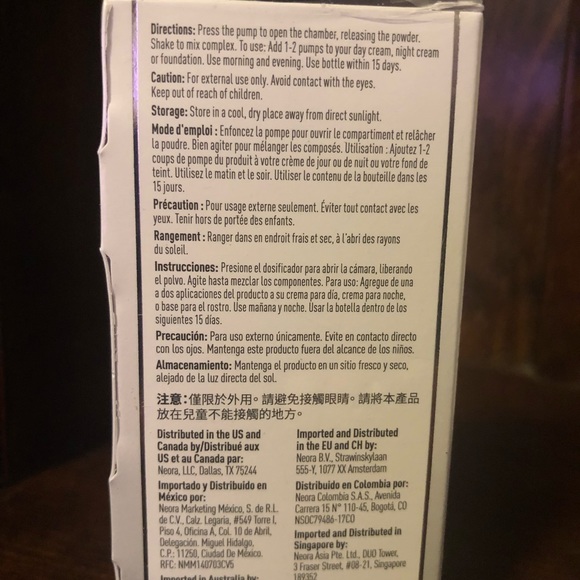 Directions: Press the pump to open the chamber, releasing the powder.
Shake to mix complex. To use: Add 1-2 pumps to your day cream, night cream
or foundation. Use morning and evening. Use bottle within 15 days.
Caution: For external use only. Avoid contact with the eyes.
Keep out of reach of children.
Storage: Store in a cool, dry place away from direct sunlight.
Mode d'emploi : Enfoncez la pompe pour ouvrir le compartiment et relâcher
la poudre. Bien agiter pour mélanger les composés. Utilisation : Ajoutez 1-2
coups de pompe du produit à votre crème de jour ou de nuit ou votre fond de
teint. Utilisez le matin et le soir. Utiliser le contenu de la bouteille dans les
15 jours.
Précaution : Pour usage externe seulement. Éviter tout contact avec les
yeux. Tenir hors de portée des enfants.
Rangement : Ranger dans en endroit frais et sec, à l'abri des rayons
du soleil.
Instrucciones: Presione el dosificador para abrir la cámara, liberando
el polvo. Agite hasta mezclar los componentes. Para uso: Agregue de una
a dos aplicaciones del producto a su crema para día, crema para noche,
o base para el rostro. Use mañana y noche. Usar la botella dentro de los
siguientes 15 días.
Precaución: Para uso externo únicamente. Evite en contacto directo
con los ojos. Mantenga este producto fuera del alcance de los niños.
Almacenamiento: Mantenga el producto en un sitio fresco y seco,
alejado de la luz directa del sol.
注意：僅限於外用。請避免接觸眼睛。請將本產品
放在兒童不能接觸的地方。
Distributed in the US and
Canada by/Distribué aux
US et au Canada par:
Neora, LLC, Dallas, TX 75244
Importado y Distribuido en
México por:
Neora Marketing México, S. de R.L.
de C.V., Calz. Legaria, #549 Torre I,
Piso 4, Oficina A, Col. 10 de Abril,
Delegación. Miguel Hidalgo,
C.P.: 11250, Ciudad De México.
RFC: NMM140703CV5
Imported in Australia by:
Imported and Distributed
in the EU and CH by:
Neora B.V., Strawinskylaan
555-Y, 1077 XX Amsterdam
Distribuido en Colombia por:
Neora Colombia S.A.S., Avenida
Carrera 15 N° 110-45, Bogotá, CO
NSOC79486-17CO
Imported and Distributed in
Singapore by:
Neora Asia Pte. Ltd., DUO Tower,
3 Fraser Street, #08-21, Singapore
189352